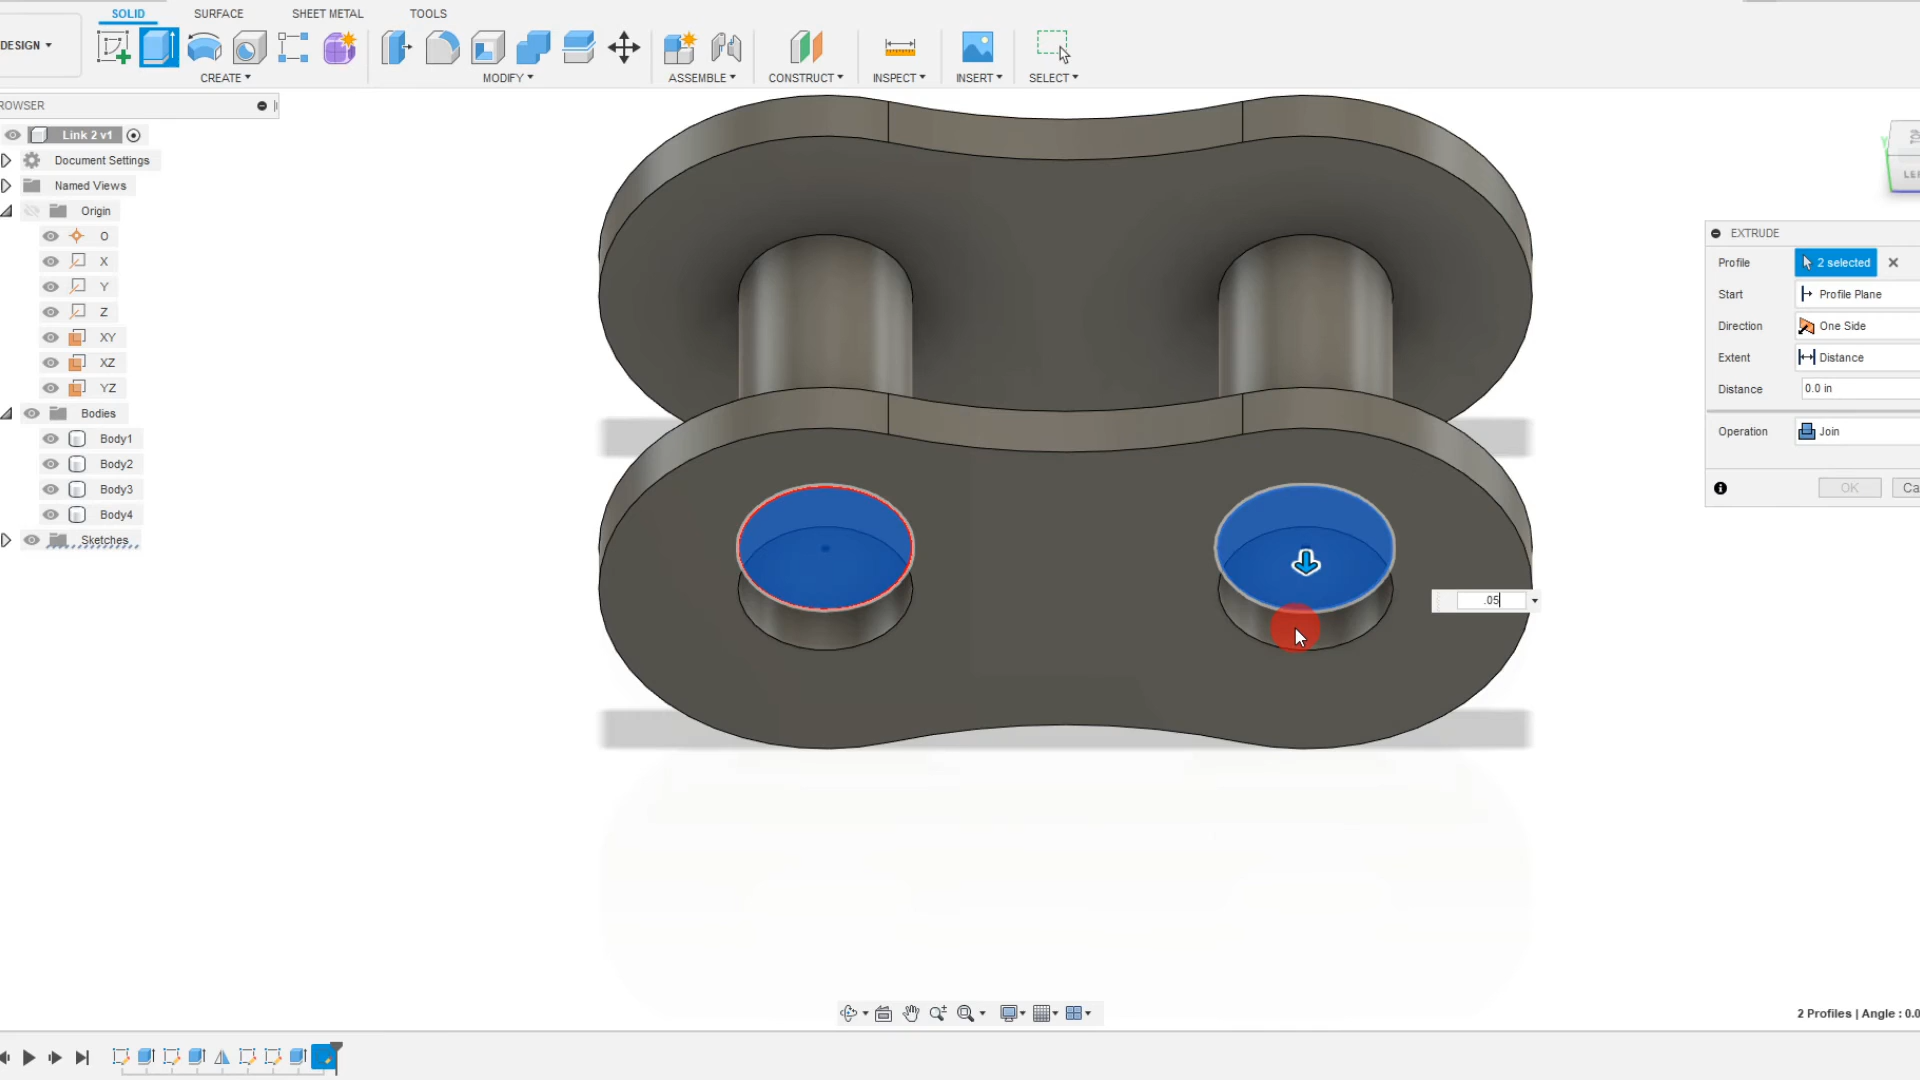 SOLID SURFACE SHEET METAL TOOLS
DESIGN
CREATE MODIFY ASSEMBLE CONSTRUCT INSPECT INSERT SELECT
ROWSER
Link 2 v1
Document Settings
Named Views
Origin
O
X
Y
Z
XY
XZ
YZ
Bodies
Body1
Body2
Body3
Body4
Sketches
LE
EXTRUDE
Profile 2 selected
Start Profile Plane
Direction One Side
Extent Distance
Distance 0.0 in
Operation Join
OK Ca
.05
2 Profiles | Angle : 0.0